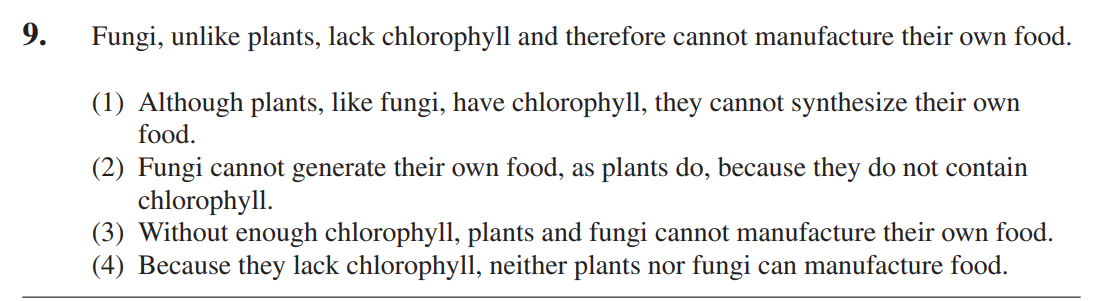 9. Fungi, unlike plants, lack chlorophyll and therefore cannot manufacture their own food.
(1) Although plants, like fungi, have chlorophyll, they cannot synthesize their own
food.
(2) Fungi cannot generate their own food, as plants do, because they do not contain
chlorophyll.
(3) Without enough chlorophyll, plants and fungi cannot manufacture their own food.
(4) Because they lack chlorophyll, neither plants nor fungi can manufacture food.